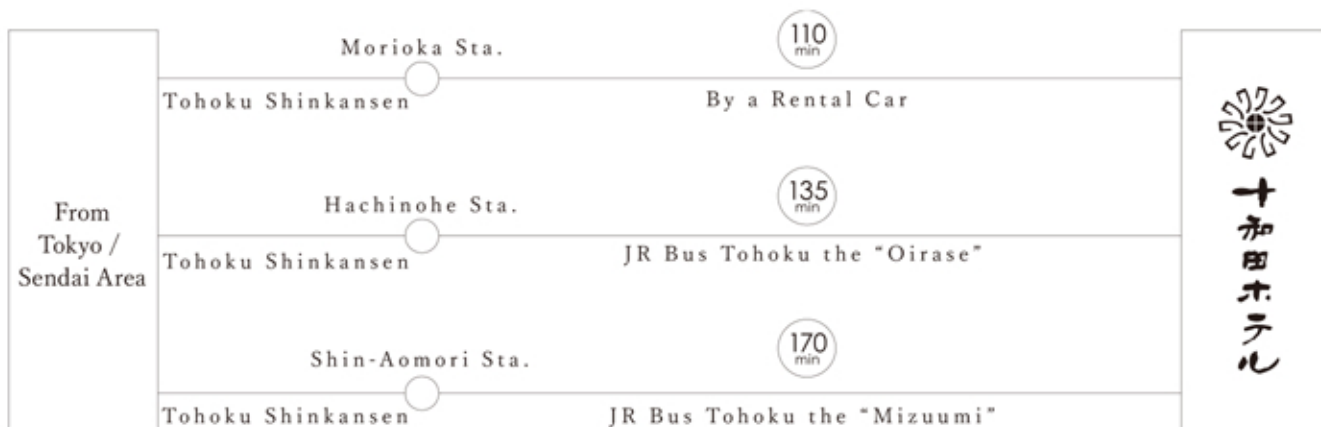 From
Tokyo /
Sendai Area
Morioka Sta.
110
min
Tohoku Shinkansen
By a Rental Car
Hachinohe Sta.
135
min
Tohoku Shinkansen
JR Bus Tohoku the “Oirase”
Shin-Aomori Sta.
170
min
Tohoku Shinkansen
JR Bus Tohoku the “Mizuumi”
十和田ホテル